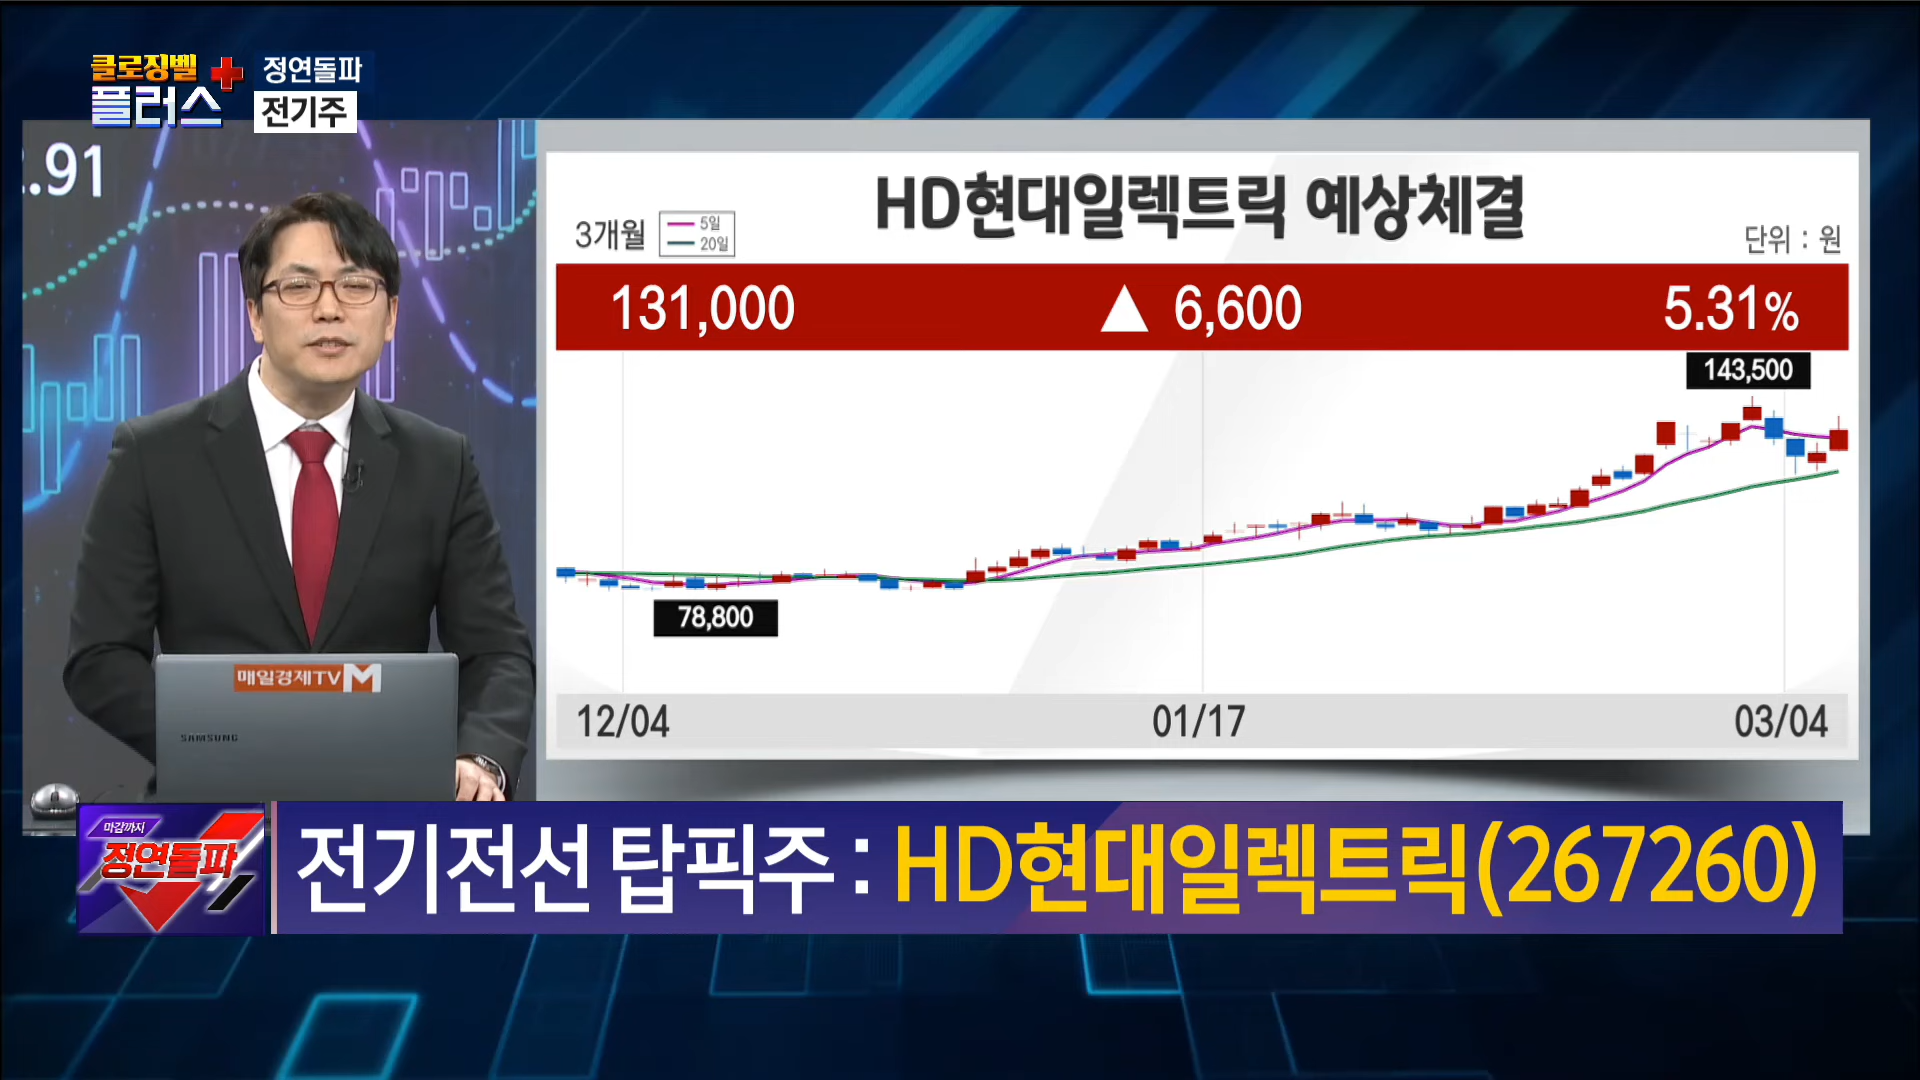 클로징벨
플러스
정연돌파
전기주
.91
HD현대일렉트릭 예상체결
3개월
5일
20일
단위 : 원
131,000 ▲ 6,600 5.31%
143,500
78,800
12/04 01/17 03/04
매일경제TV M
SAMSUNG
마감까지
정연돌파
전기전선 탑픽주 : HD현대일렉트릭(267260)